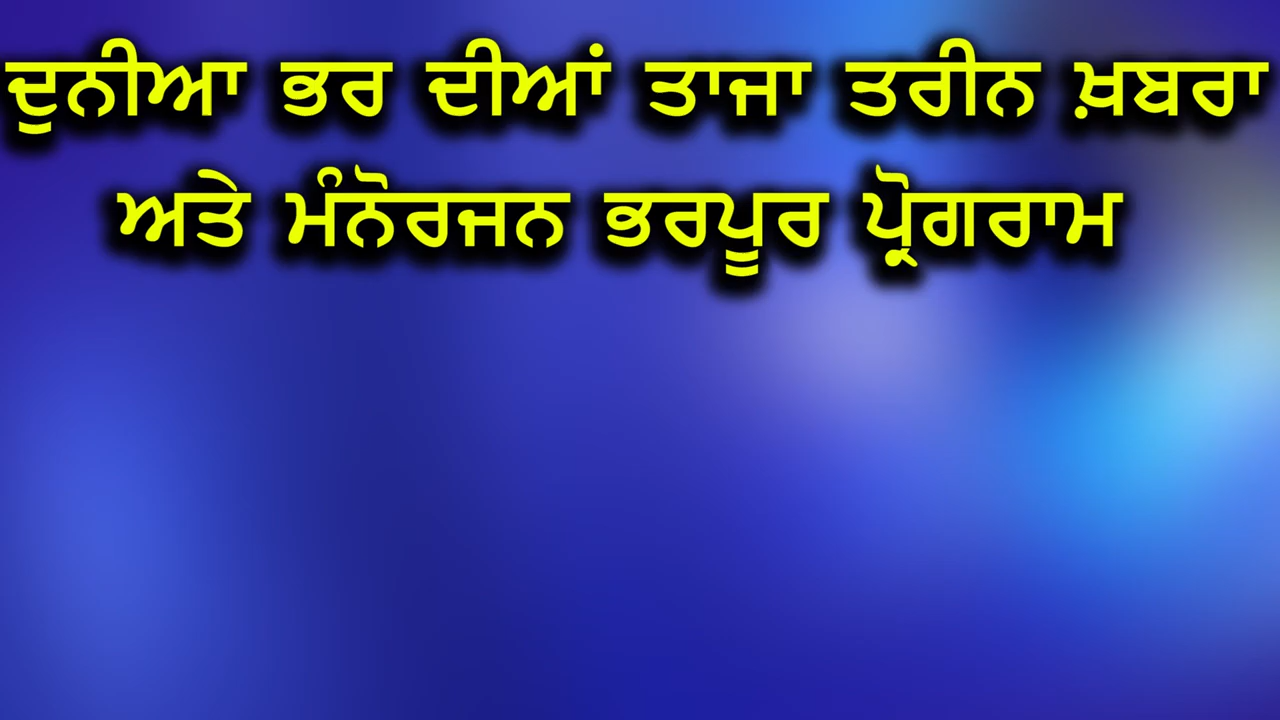 ਦੁਨੀਆ ਭਰ ਦੀਆਂ ਤਾਜਾ ਤਰੀਨ ਖ਼ਬਰਾ
ਅਤੇ ਮੰਨੋਰਜਨ ਭਰਪੂਰ ਪ੍ਰੋਗਰਾਮ